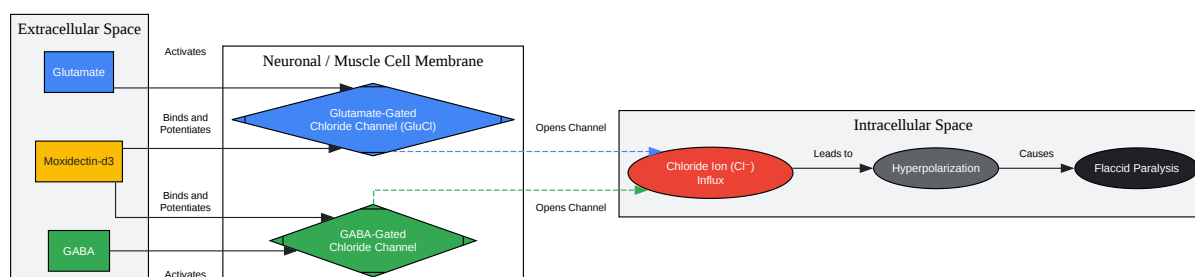 Extracellular Space
Glutamate
Moxidectin-d3
GABA
Activates
Binds and
Potentiates
Binds and
Potentiates
Activates
Neuronal / Muscle Cell Membrane
Glutamate-Gated
Chloride Channel (GluCl)
GABA-Gated
Chloride Channel
Opens Channel
Opens Channel
Intracellular Space
Chloride Ion (Cl⁻)
Influx
Leads to
Hyperpolarization
Causes
Flaccid Paralysis